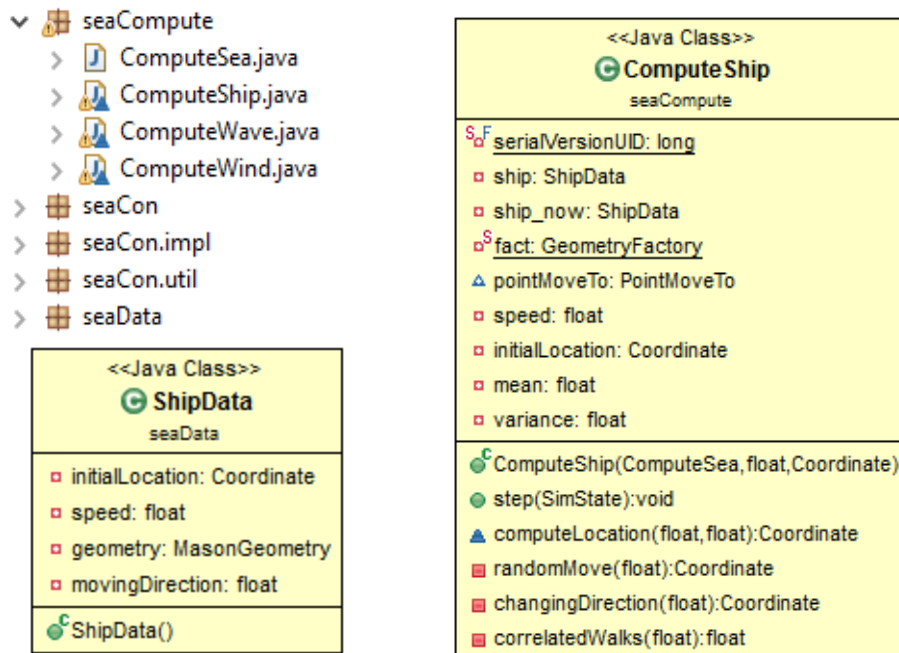 seaCompute
ComputeSea.java
ComputeShip.java
ComputeWave.java
ComputeWind.java
seaCon
seaCon.impl
seaCon.util
seaData
<<Java Class>>
ShipData
seaData
initialLocation: Coordinate
speed: float
geometry: MasonGeometry
movingDirection: float
ShipData()
<<Java Class>>
ComputeShip
seaCompute
serialVersionUID: long
ship: ShipData
ship_now: ShipData
fact: GeometryFactory
pointMoveTo: PointMoveTo
speed: float
initialLocation: Coordinate
mean: float
variance: float
ComputeShip(ComputeSea,float,Coordinate)
step(SimState):void
computeLocation(float,float):Coordinate
randomMove(float):Coordinate
changingDirection(float):Coordinate
correlatedWalks(float):float